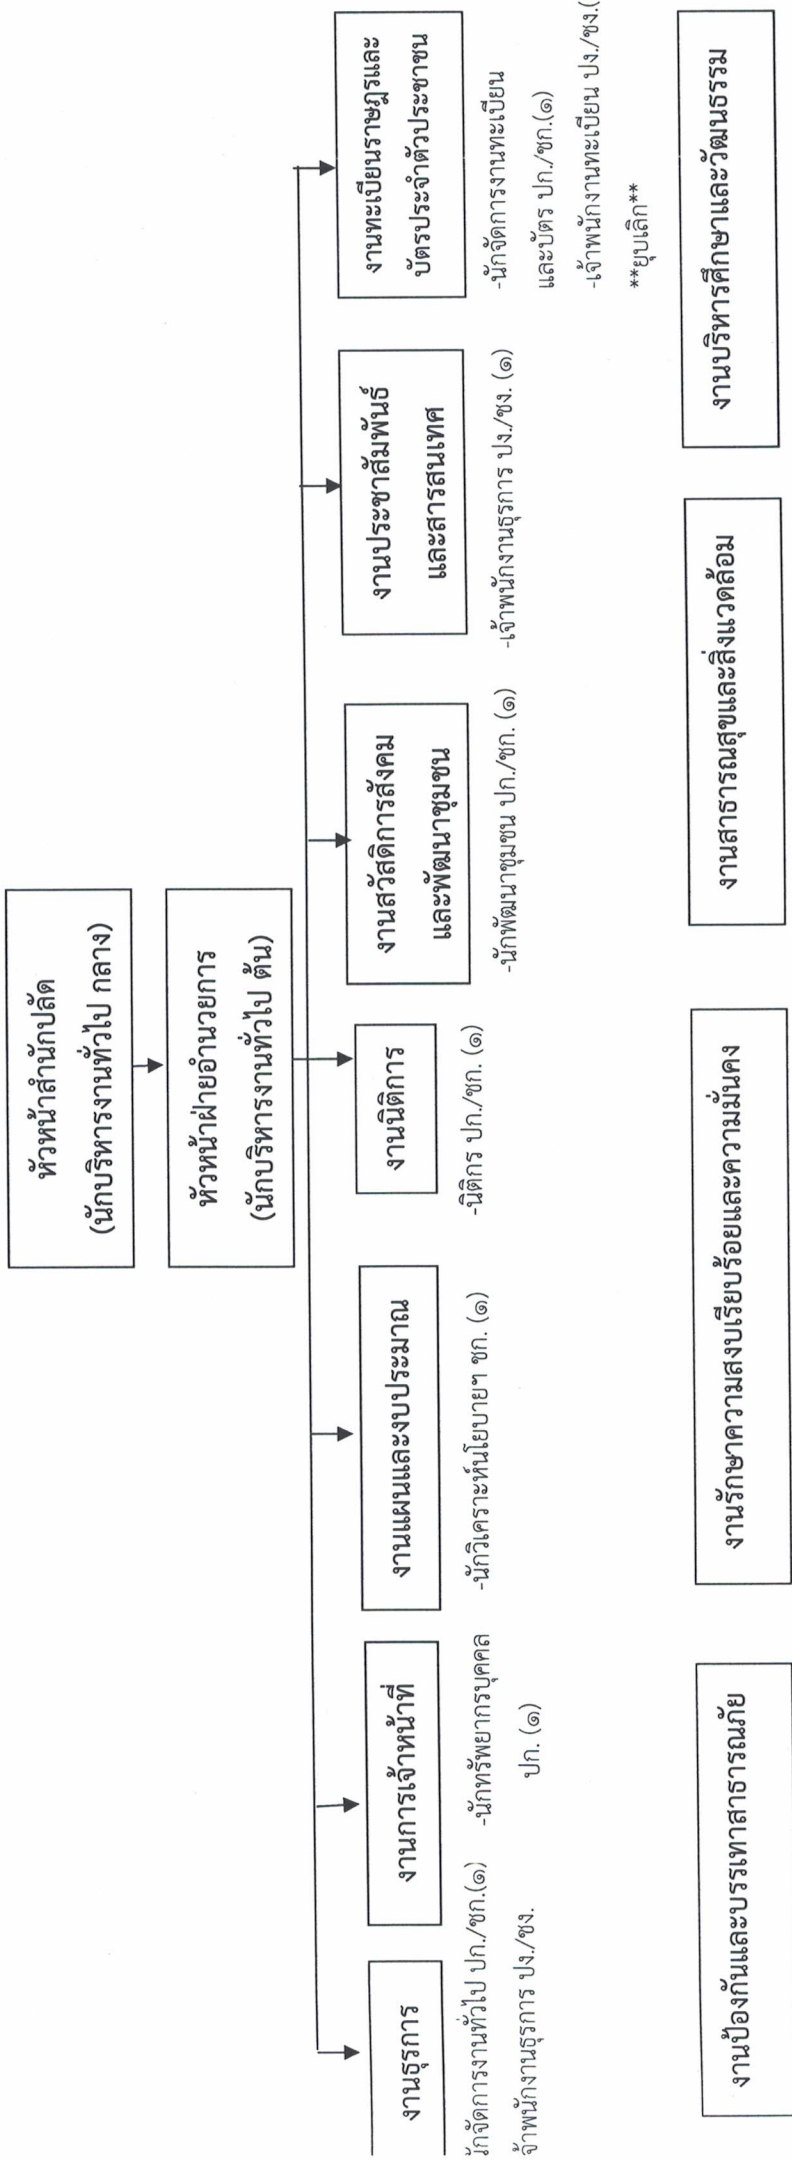 หัวหน้าสำนักปลัด
(นักบริหารงานทั่วไป กลาง)
หัวหน้าฝ่ายอำนวยการ
(นักบริหารงานทั่วไป ต้น)
งานธุรการ
งานการเจ้าหน้าที่
งานแผนและงบประมาณ
งานนิติการ
งานสวัสดิการสังคม
และพัฒนาชุมชน
งานประชาสัมพันธ์
และสารสนเทศ
งานทะเบียนราษฎรและ
บัตรประจำตัวประชาชน
นักจัดการงานทั่วไป ปก./ชก.(๑)
จ้าพนักงานธุรการ ปง./ชง.
-นักทรัพยากรบุคคล
ปก. (๑)
-นักวิเคราะห์นโยบายฯ ชก. (๑)
-นิติกร ปก./ชก. (๑)
-นักพัฒนาชุมชน ปก./ชก. (๑)
-เจ้าพนักงานธุรการ ปง./ชง. (๑)
-นักจัดการงานทะเบียน
และบัตร ปก./ชก.(๑)
-เจ้าพนักงานทะเบียน ปง./ชง.(
**ยุบเลิก**
งานป้องกันและบรรเทาสาธารณภัย
งานรักษาความสงบเรียบร้อยและความมั่นคง
งานสาธารณสุขและสิ่งแวดล้อม
งานบริหารศึกษาและวัฒนธรรม